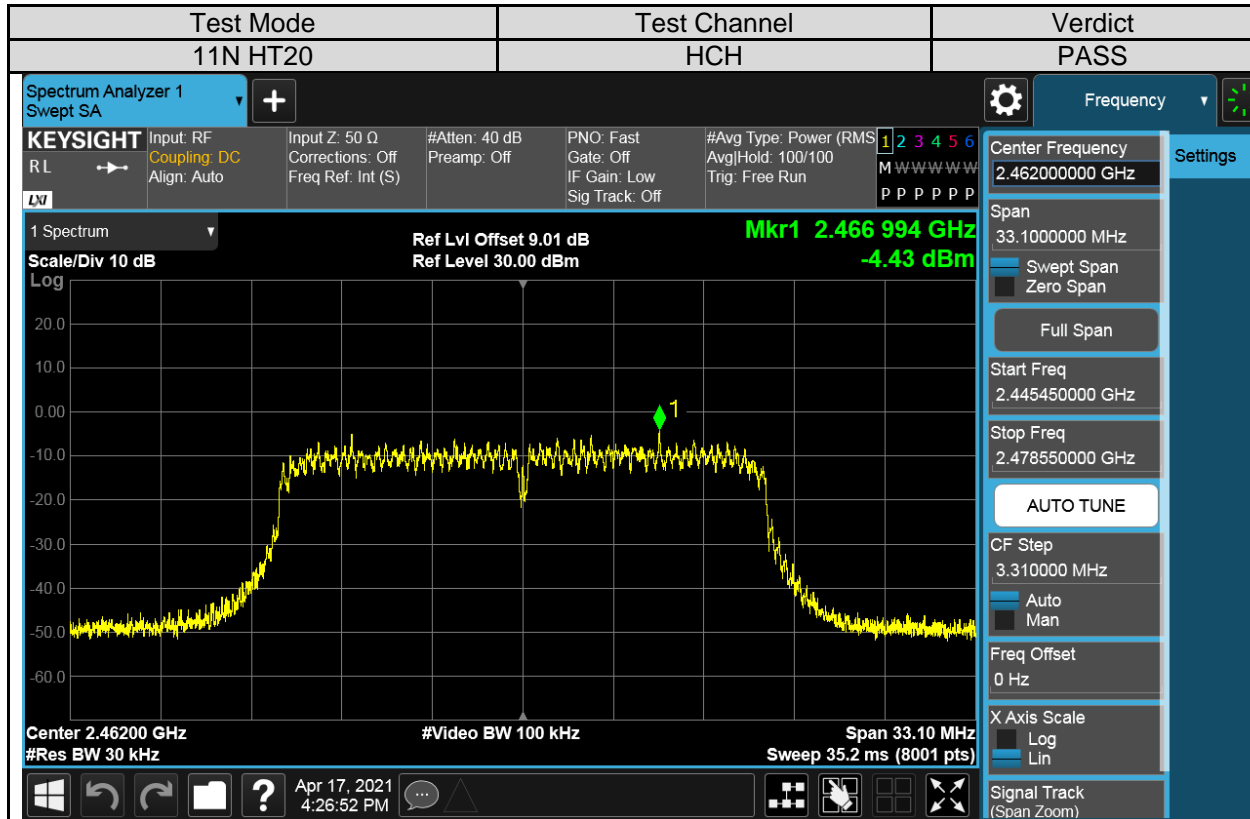 Test Mode Test Channel Verdict
11N HT20 HCH PASS
Spectrum Analyzer 1
Swept SA
+
Frequency
KEYSIGHT
RL
LXI
Input: RF
Coupling: DC
Align: Auto
Input Z: 50 Ω
Corrections: Off
Freq Ref: Int (S)
#Atten: 40 dB
Preamp: Off
PNO: Fast
Gate: Off
IF Gain: Low
Sig Track: Off
#Avg Type: Power (RMS
Avg|Hold: 100/100
Trig: Free Run
1 2 3 4 5 6
M W W W W W
P P P P P P
Center Frequency
2.462000000 GHz
Settings
1 Spectrum
Scale/Div 10 dB
Log
Ref Lvl Offset 9.01 dB
Ref Level 30.00 dBm
Mkr1 2.466 994 GHz
-4.43 dBm
20.0
10.0
0.00
-10.0
-20.0
-30.0
-40.0
-50.0
-60.0
1
Center 2.46200 GHz
#Res BW 30 kHz
#Video BW 100 kHz
Span 33.10 MHz
Sweep 35.2 ms (8001 pts)
Span
33.1000000 MHz
Swept Span
Zero Span
Full Span
Start Freq
2.445450000 GHz
Stop Freq
2.478550000 GHz
AUTO TUNE
CF Step
3.310000 MHz
Auto
Man
Freq Offset
0 Hz
X Axis Scale
Log
Lin
Signal Track
(Span Zoom)
?
Apr 17, 2021
4:26:52 PM